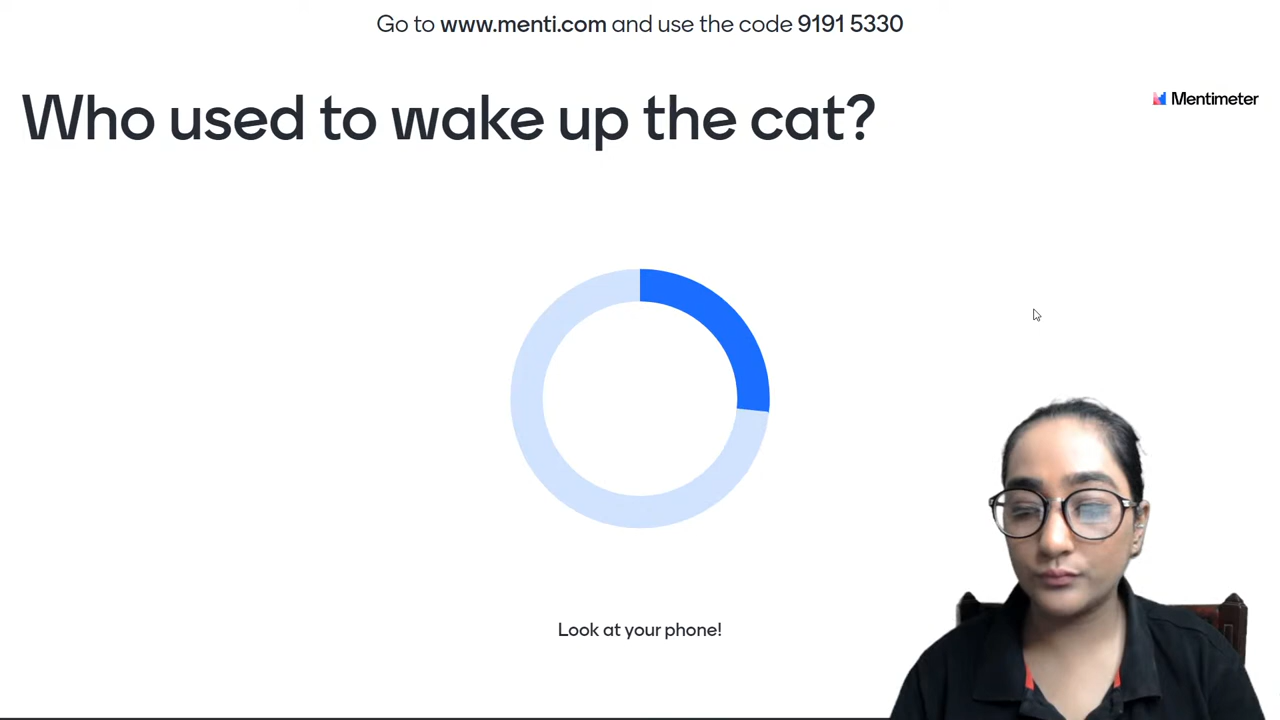 Go to www.menti.com and use the code 9191 5330
Who used to wake up the cat?
Mentimeter
Look at your phone!